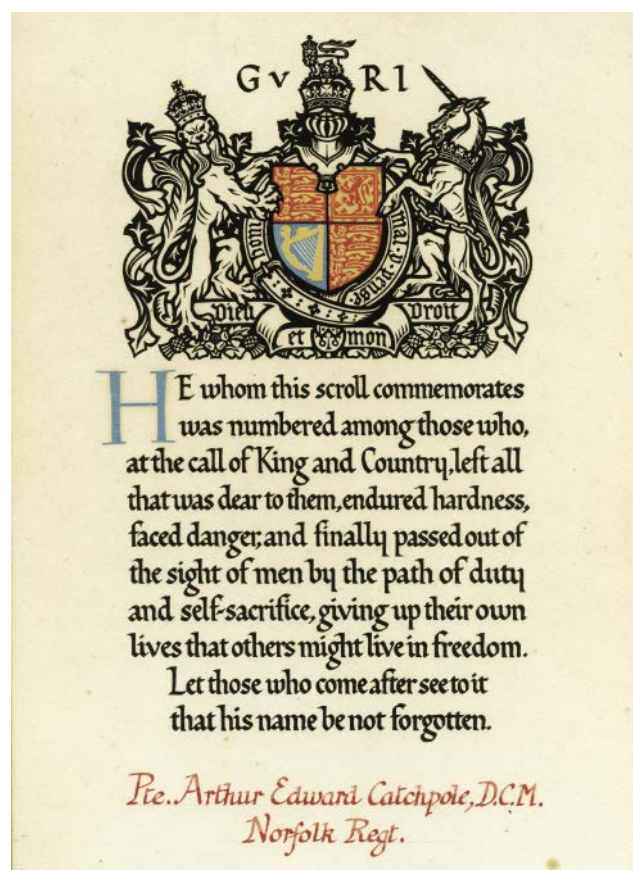 G V R I
mal y pense
honi
Dieu Droit
et mon
HE whom this scroll commemorates
was numbered among those who,
at the call of King and Country, left all
that was dear to them, endured hardness,
faced danger, and finally passed out of
the sight of men by the path of duty
and self-sacrifice, giving up their own
lives that others might live in freedom.
Let those who come after see to it
that his name be not forgotten.
Pte. Arthur Edward Catchpole, D.C.M.
Norfolk Regt.